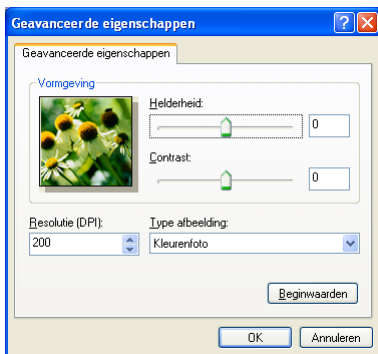 Geavanceerde eigenschappen
Geavanceerde eigenschappen
Vormgeving
Helderheid:
0
Contrast:
0
Resolutie (DPI):
Type afbeelding:
200
Kleurenfoto
Beginwaarden
OK
Annuleren